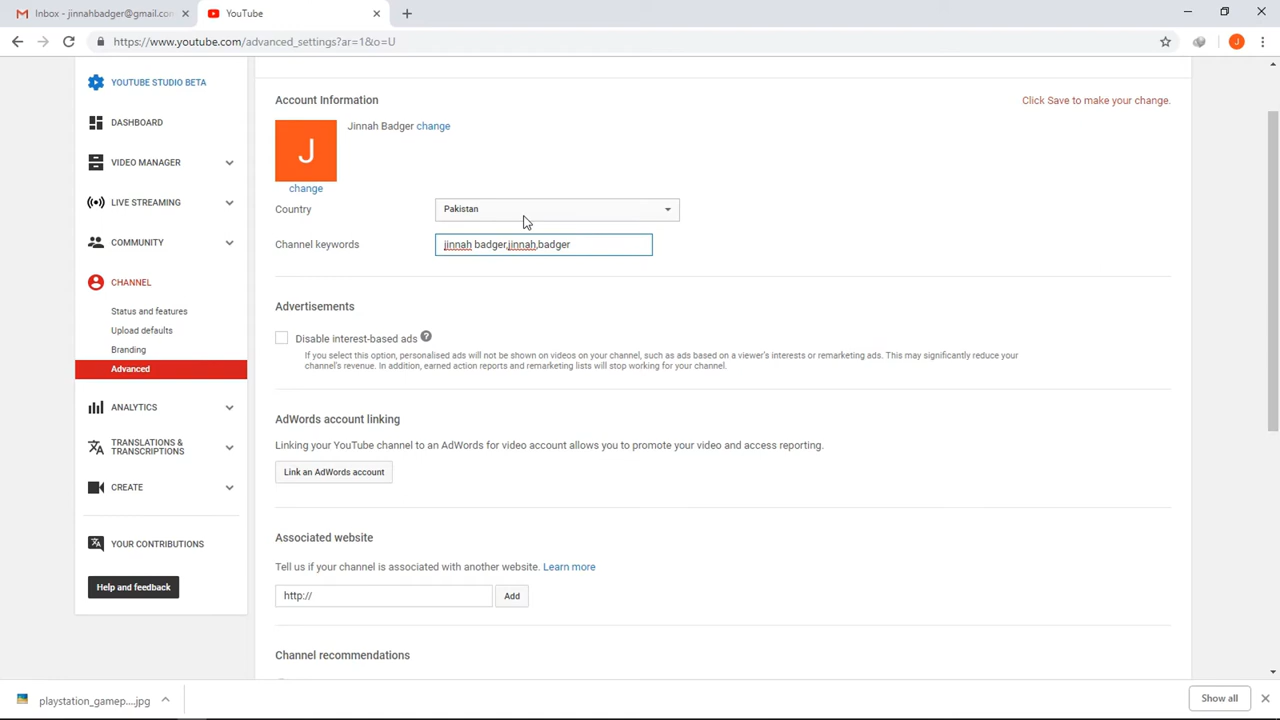 Inbox - jinnahbadger@gmail.con
YouTube
https://www.youtube.com/advanced_settings?ar=1&o=U
J
YOUTUBE STUDIO BETA
DASHBOARD
VIDEO MANAGER
LIVE STREAMING
COMMUNITY
CHANNEL
Status and features
Upload defaults
Branding
Advanced
ANALYTICS
TRANSLATIONS &
TRANSCRIPTIONS
CREATE
YOUR CONTRIBUTIONS
Help and feedback
Account Information
Click Save to make your change.
J
Jinnah Badger change
change
Country
Pakistan
Channel keywords
jinnah badger,jinnah,badger
Advertisements
Disable interest-based ads ?
If you select this option, personalised ads will not be shown on videos on your channel, such as ads based on a viewer's interests or remarketing ads. This may significantly reduce your
channel's revenue. In addition, earned action reports and remarketing lists will stop working for your channel.
AdWords account linking
Linking your YouTube channel to an AdWords for video account allows you to promote your video and access reporting.
Link an AdWords account
Associated website
Tell us if your channel is associated with another website. Learn more
http://
Add
Channel recommendations
playstation_gamep....jpg
Show all